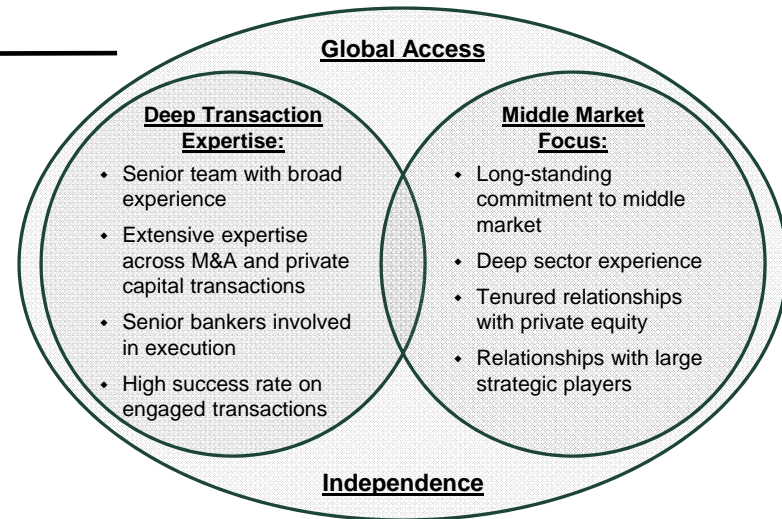 Global Access
Deep Transaction
Expertise:
• Senior team with broad
experience
• Extensive expertise
across M&A and private
capital transactions
• Senior bankers involved
in execution
• High success rate on
engaged transactions
Middle Market
Focus:
• Long-standing
commitment to middle
market
• Deep sector experience
• Tenured relationships
with private equity
• Relationships with large
strategic players
Independence